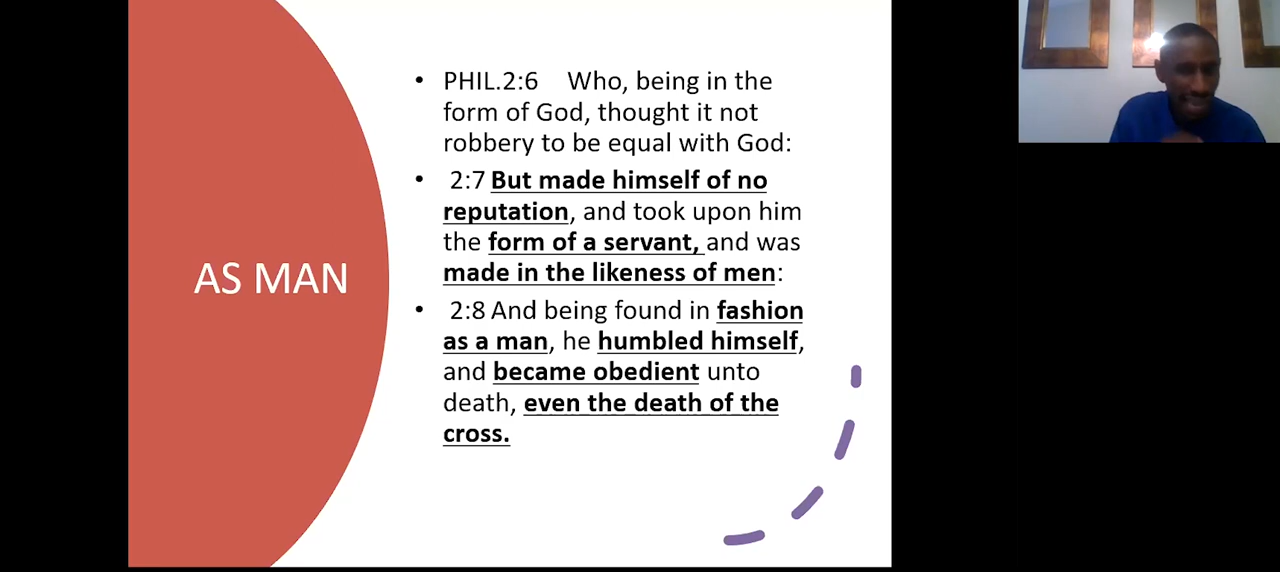 AS MAN
• PHIL.2:6 Who, being in the
form of God, thought it not
robbery to be equal with God:
• 2:7 But made himself of no
reputation, and took upon him
the form of a servant, and was
made in the likeness of men:
• 2:8 And being found in fashion
as a man, he humbled himself,
and became obedient unto
death, even the death of the
cross.